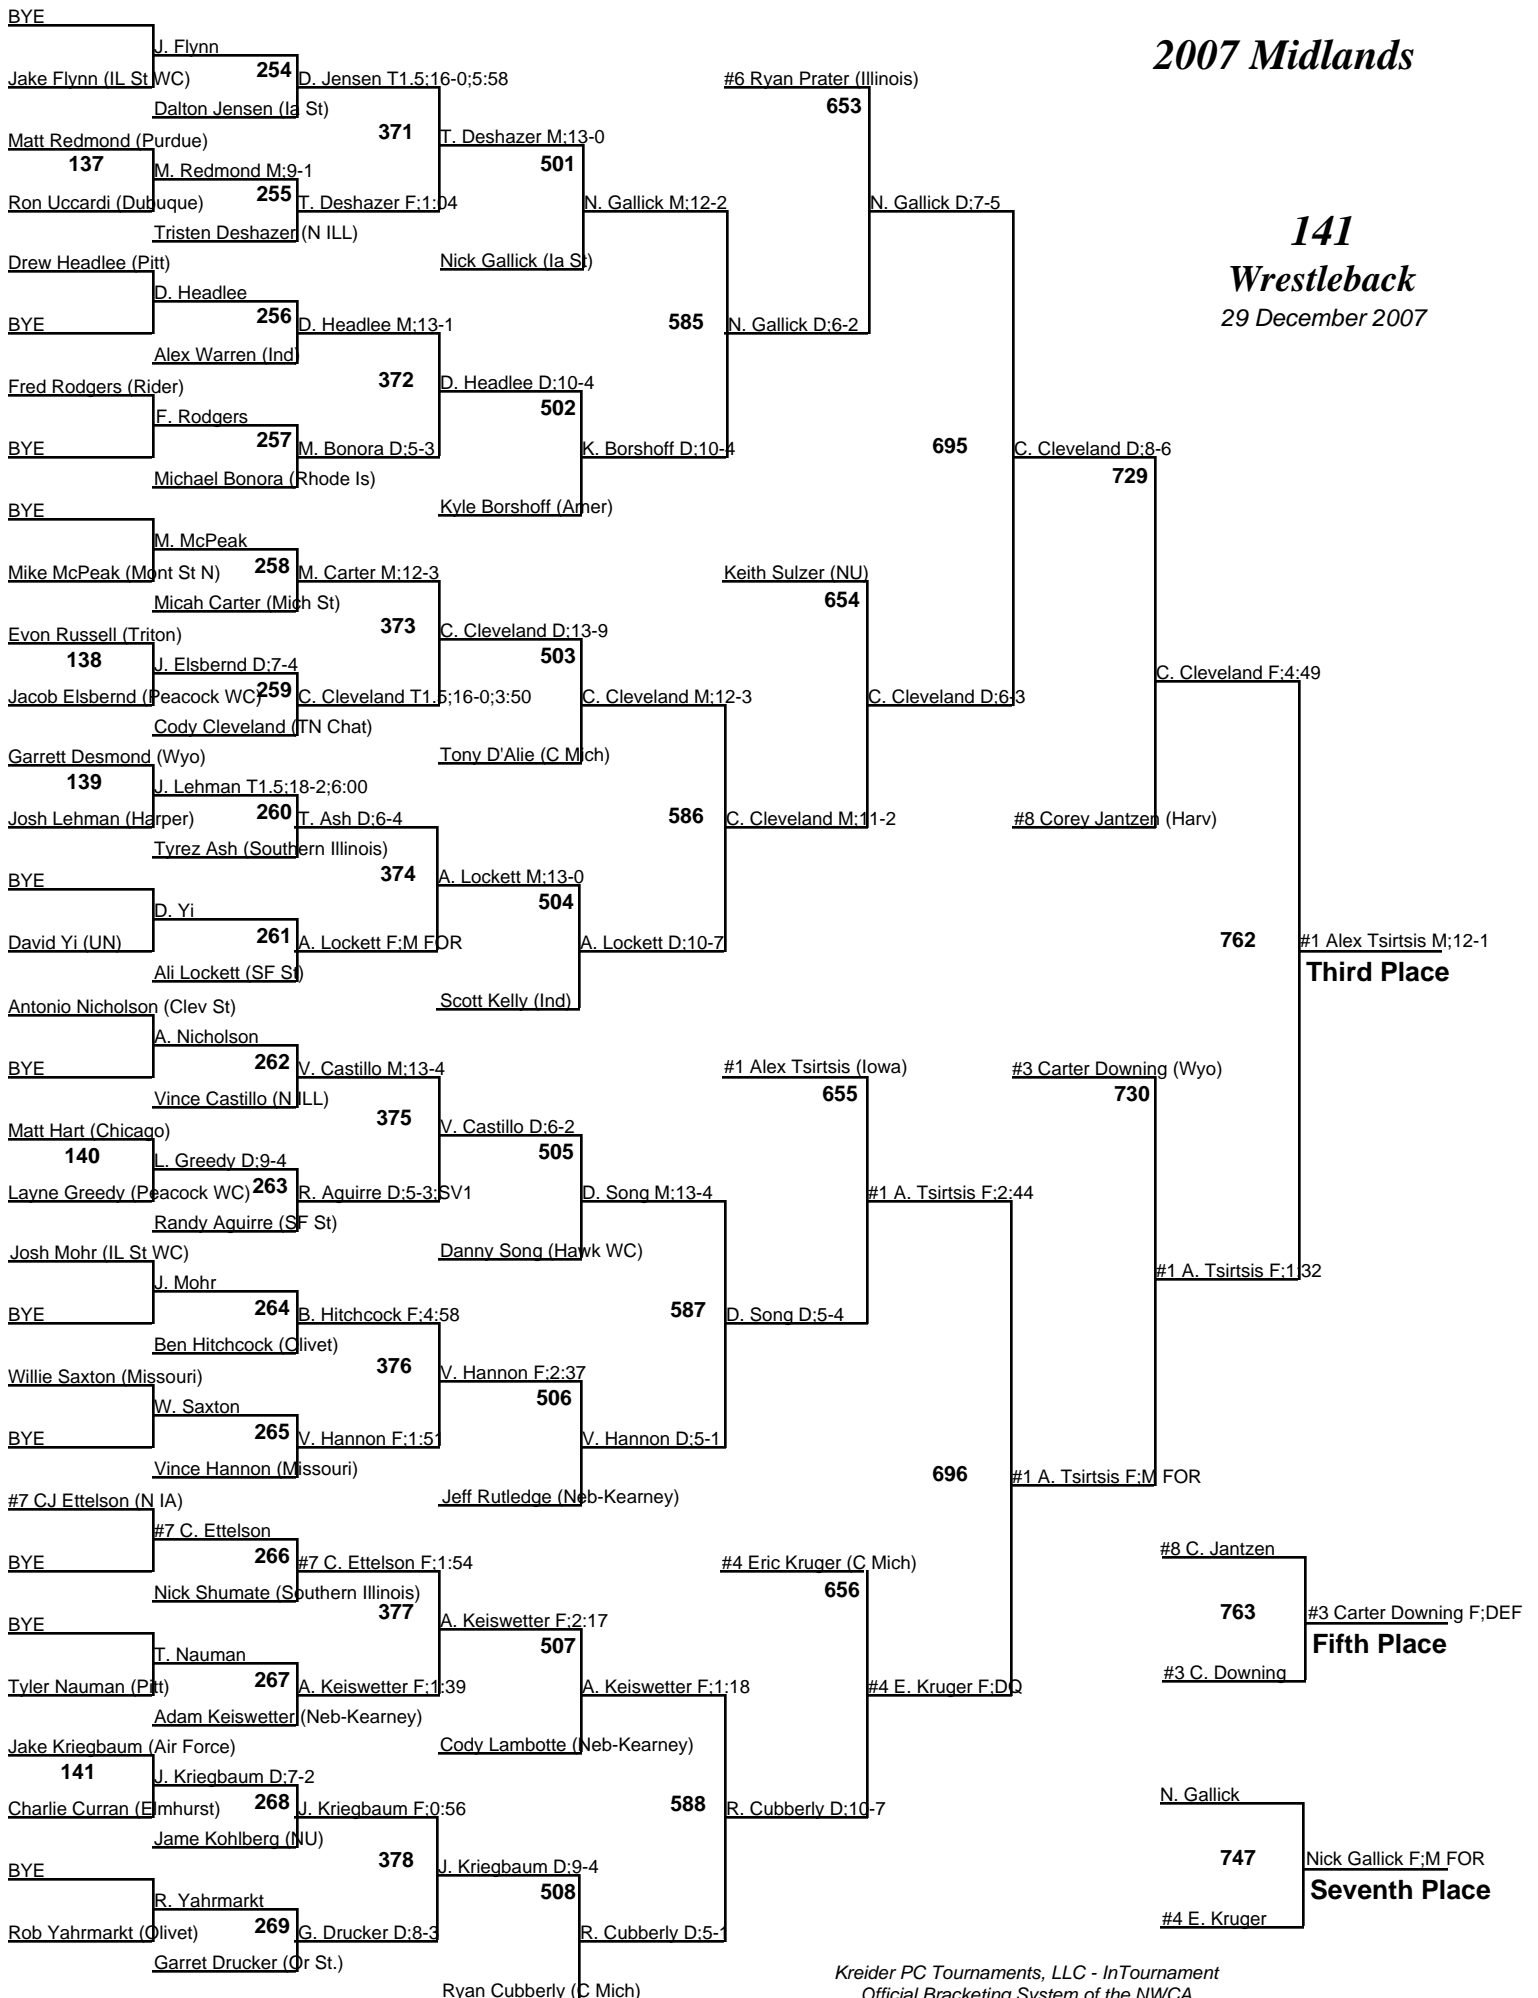 2007 Midlands
141
Wrestleback
29 December 2007
BYE
J. Flynn
Jake Flynn (IL St WC)
254
D. Jensen T1.5;16-0;5:58
Dalton Jensen (Ia St)
371
T. Deshazer M;13-0
Matt Redmond (Purdue)
137
M. Redmond M;9-1
Ron Uccardi (Dubuque)
255
T. Deshazer F;1:04
Tristen Deshazer (N ILL)
501
N. Gallick M;12-2
Nick Gallick (Ia St)
Drew Headlee (Pitt)
D. Headlee
BYE
256
D. Headlee M;13-1
Alex Warren (Ind)
372
D. Headlee D;10-4
Fred Rodgers (Rider)
F. Rodgers
BYE
257
M. Bonora D;5-3
Michael Bonora (Rhode Is)
502
K. Borshoff D;10-4
Kyle Borshoff (Amer)
585
N. Gallick D;6-2
#6 Ryan Prater (Illinois)
653
N. Gallick D;7-5
BYE
M. McPeak
Mike McPeak (Mont St N)
258
M. Carter M;12-3
Micah Carter (Mich St)
373
C. Cleveland D;13-9
Evon Russell (Triton)
138
J. Elsbernd D;7-4
Jacob Elsbernd (Peacock WC)
259
C. Cleveland T1.5;16-0;3:50
Cody Cleveland (TN Chat)
503
C. Cleveland M;12-3
Tony D'Alie (C Mich)
Garrett Desmond (Wyo)
139
J. Lehman T1.5;18-2;6:00
Josh Lehman (Harper)
260
T. Ash D;6-4
Tyrez Ash (Southern Illinois)
374
A. Lockett M;13-0
BYE
D. Yi
David Yi (UN)
261
A. Lockett F;M FOR
Ali Lockett (SF St)
504
A. Lockett D;10-7
Scott Kelly (Ind)
586
C. Cleveland M;11-2
Keith Sulzer (NU)
654
C. Cleveland D;6-3
695
C. Cleveland D;8-6
729
#8 Corey Jantzen (Harv)
C. Cleveland F;4:49
762
#1 Alex Tsirtsis M;12-1
Third Place
Antonio Nicholson (Clev St)
A. Nicholson
BYE
262
V. Castillo M;13-4
Vince Castillo (N ILL)
375
V. Castillo D;6-2
Matt Hart (Chicago)
140
L. Greedy D;9-4
Layne Greedy (Peacock WC)
263
R. Aguirre D;5-3;SV1
Randy Aguirre (SF St)
505
D. Song M;13-4
Danny Song (Hawk WC)
Josh Mohr (IL St WC)
J. Mohr
BYE
264
B. Hitchcock F;4:58
Ben Hitchcock (Olivet)
376
V. Hannon F;2:37
Willie Saxton (Missouri)
W. Saxton
BYE
265
V. Hannon F;1:51
Vince Hannon (Missouri)
506
V. Hannon D;5-1
Jeff Rutledge (Neb-Kearney)
587
D. Song D;5-4
#1 Alex Tsirtsis (Iowa)
655
#1 A. Tsirtsis F;2:44
#3 Carter Downing (Wyo)
730
#1 A. Tsirtsis F;1:32
#7 CJ Ettelson (N IA)
#7 C. Ettelson
BYE
266
#7 C. Ettelson F;1:54
Nick Shumate (Southern Illinois)
377
A. Keiswetter F;2:17
BYE
T. Nauman
Tyler Nauman (Pitt)
267
A. Keiswetter F;1:39
Adam Keiswetter (Neb-Kearney)
507
A. Keiswetter F;1:18
Cody Lambotte (Neb-Kearney)
Jake Kriegbaum (Air Force)
141
J. Kriegbaum D;7-2
Charlie Curran (Elmhurst)
268
J. Kriegbaum F;0:56
Jame Kohlberg (NU)
378
J. Kriegbaum D;9-4
BYE
R. Yahrmarkt
Rob Yahrmarkt (Olivet)
269
G. Drucker D;8-3
Garret Drucker (Or St.)
508
R. Cubberly D;5-1
Ryan Cubberly (C Mich)
588
R. Cubberly D;10-7
#4 Eric Kruger (C Mich)
656
#4 E. Kruger F;DQ
696
#1 A. Tsirtsis F;M FOR
#8 C. Jantzen
763
#3 Carter Downing F;DEF
Fifth Place
#3 C. Downing
N. Gallick
747
Nick Gallick F;M FOR
Seventh Place
#4 E. Kruger
Kreider PC Tournaments, LLC - InTournament
Official Bracketing System of the NWCA